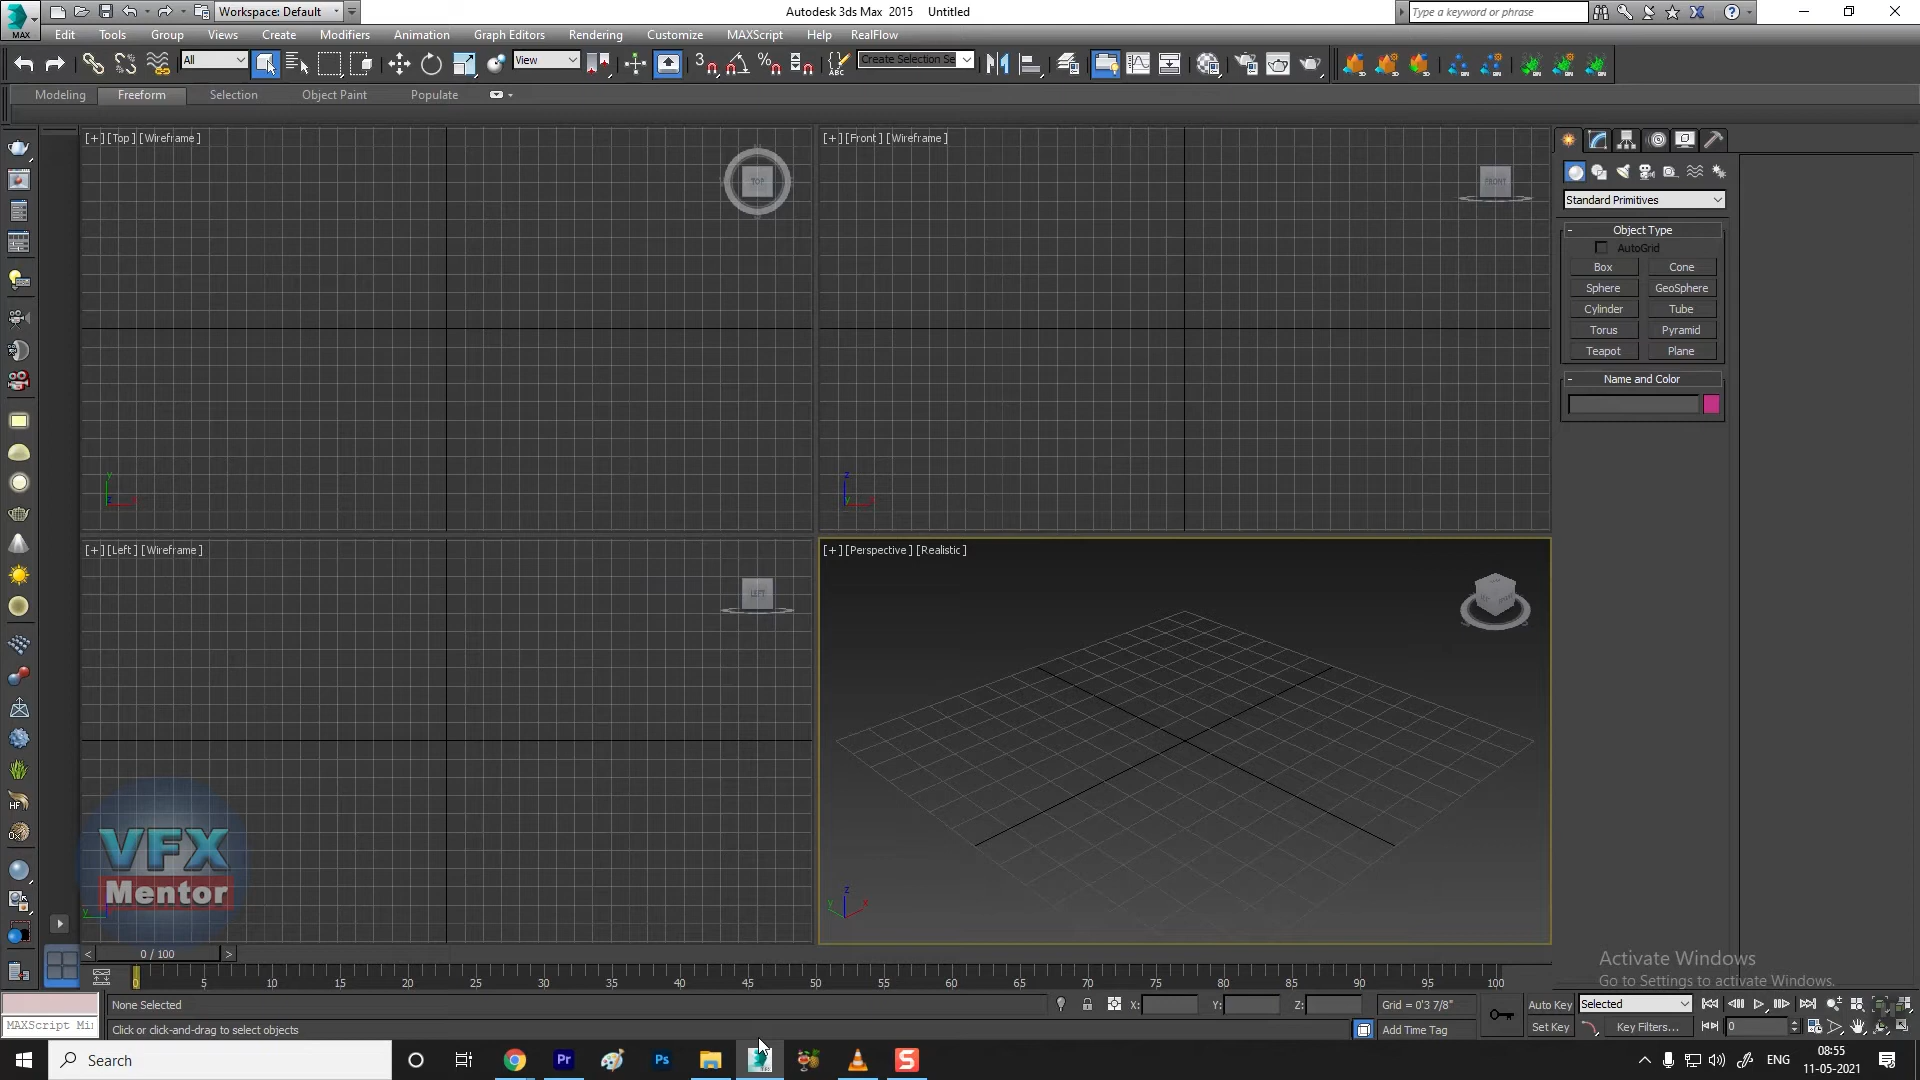 MAX
Workspace: Default
Autodesk 3ds Max  2015    Untitled
Type a keyword or phrase
Edit  Tools  Group  Views  Create  Modifiers  Animation  Graph Editors  Rendering  Customize  MAXScript  Help  RealFlow
All  View  3  ABC  Create Selection Se
Modeling  Freeform  Selection  Object Paint  Populate
[+] [Top ] [Wireframe ]
TOP
[+] [Front ] [Wireframe ]
FRONT
Standard Primitives
- Object Type
AutoGrid
Box  Cone
Sphere  GeoSphere
Cylinder  Tube
Torus  Pyramid
Teapot  Plane
- Name and Color
[+] [Left ] [Wireframe ]
LEFT
[+] [Perspective ] [Realistic ]
HF
VFX
Mentor
< 0 / 100 >
0 5 10 15 20 25 30 35 40 45 50 55 60 65 70 75 80 85 90 95 100
Activate Windows
Go to Settings to activate Windows.
None Selected  X:  Y:  Z:  Grid = 0'3 7/8"  Auto Key  Selected
MAXScript Mi  Click or click-and-drag to select objects  Add Time Tag  Set Key  Key Filters...  0
Search  Pr  Ps  S  ENG  08:55
11-05-2021